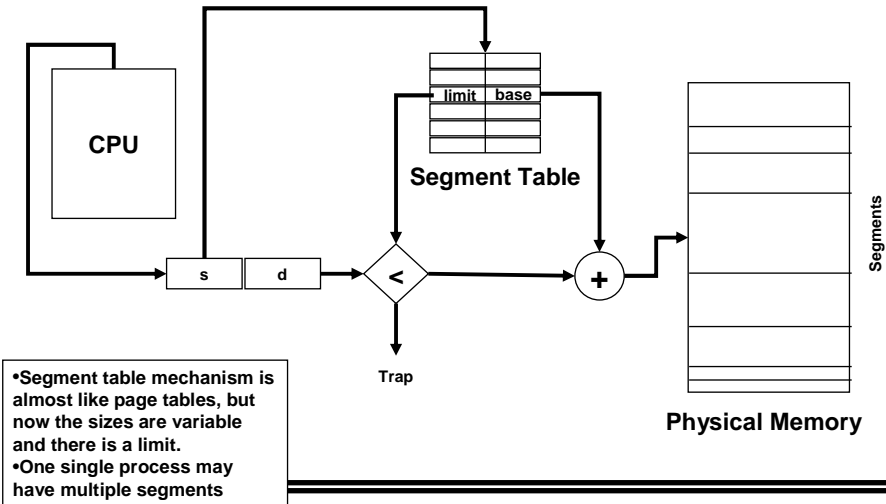 limit base
CPU
Segment Table
Segments
s d
<
+
Trap
Physical Memory
•Segment table mechanism is
almost like page tables, but
now the sizes are variable
and there is a limit.
•One single process may
have multiple segments